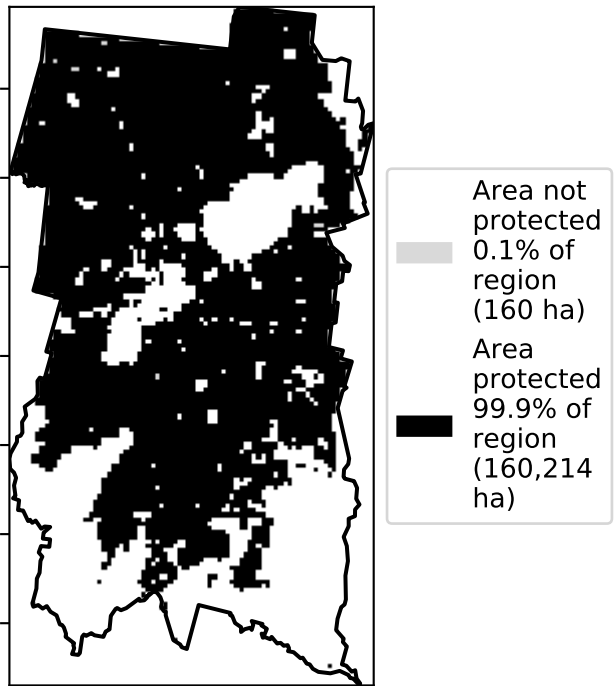 Area not
protected
0.1% of
region
(160 ha)
Area
protected
99.9% of
region
(160,214
ha)